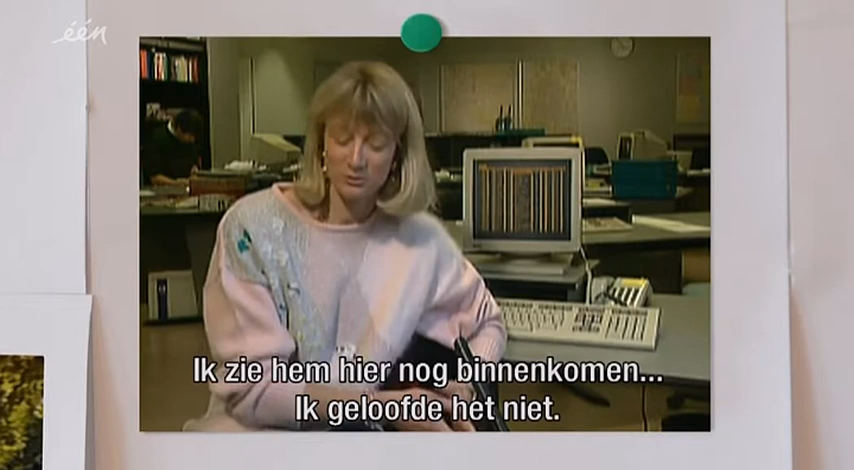 één
Ik zie hem hier nog binnenkomen...
Ik geloofde het niet.